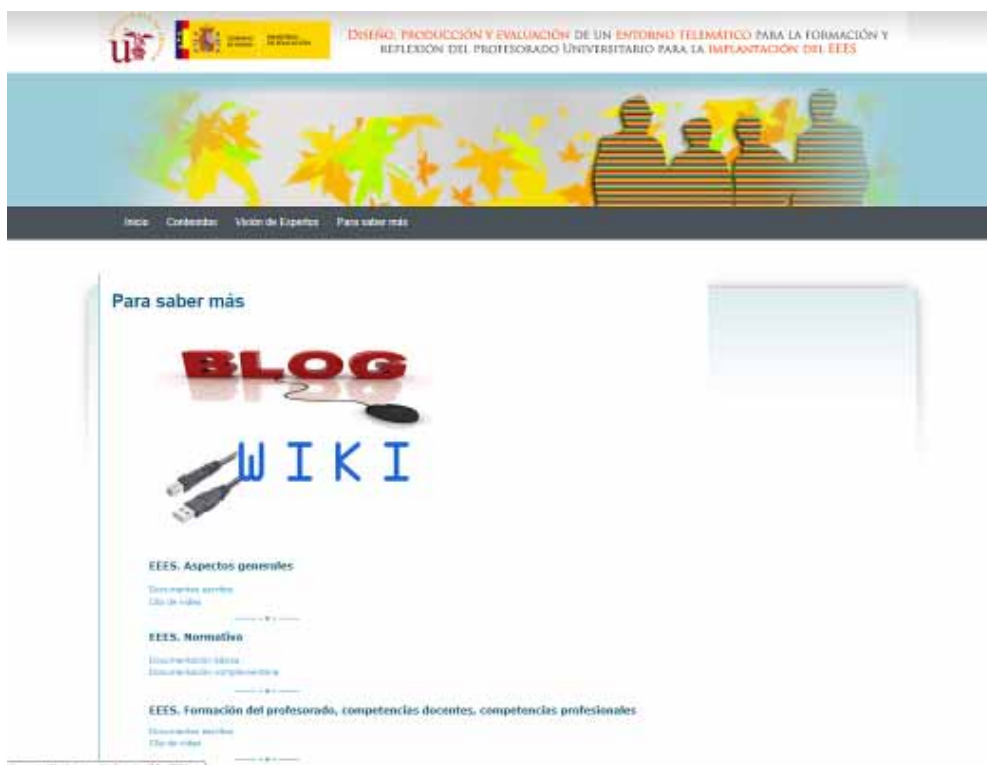 DISEÑO, PRODUCCIÓN Y EVALUACIÓN DE UN ENTORNO TELEMÁTICO PARA LA FORMACIÓN Y
REFLEXIÓN DEL PROFESORADO UNIVERSITARIO PARA LA IMPLANTACIÓN DEL EEES
Inicio Contenidos Visión de Expertos Para saber más
Para saber más
BLOG
WIKI
EEES. Aspectos generales
Documentos escritos
Clip de video
EEES. Normativa
Documentación básica
Documentación complementaria
EEES. Formación del profesorado, competencias docentes, competencias profesionales
Documentos escritos
Clip de video